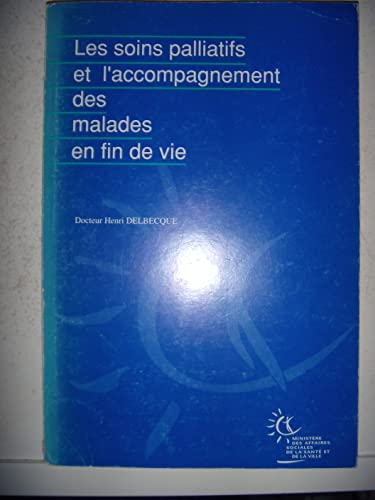 Les soins palliatifs
et l'accompagnement
des
malades
en fin de vie
Docteur Henri DELBECQUE
MINISTÈRE
DES AFFAIRES
SOCIALES
DE LA SANTÉ ET
DE LA VILLE